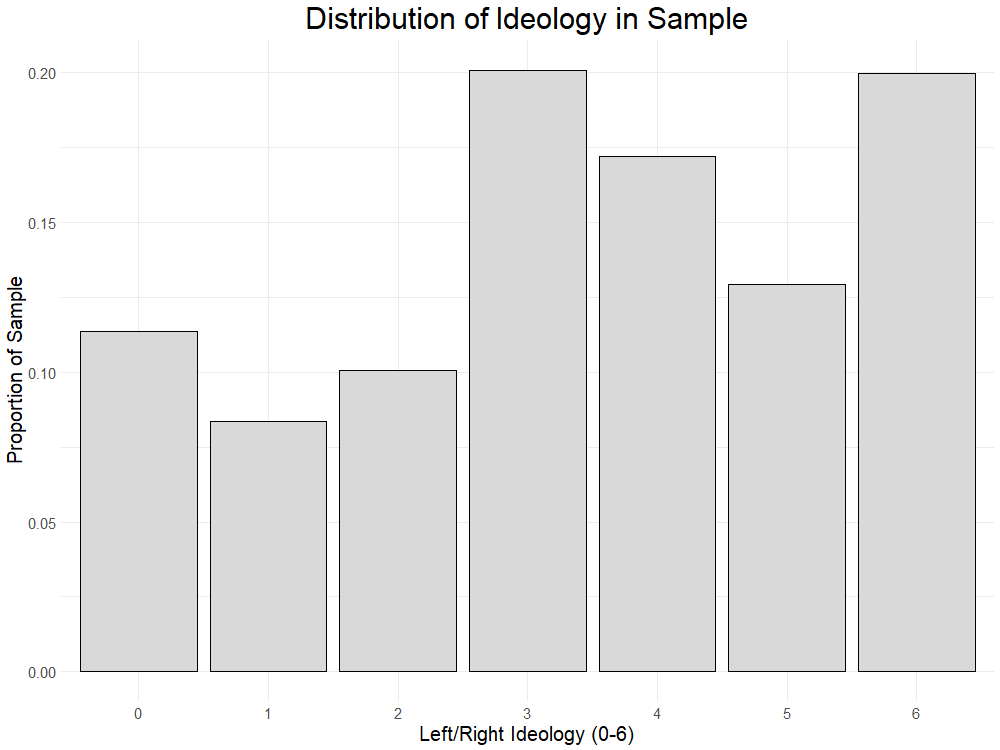 Distribution of Ideology in Sample
Proportion of Sample
0.20
0.15
0.10
0.05
0.00
0 1 2 3 4 5 6
Left/Right Ideology (0-6)